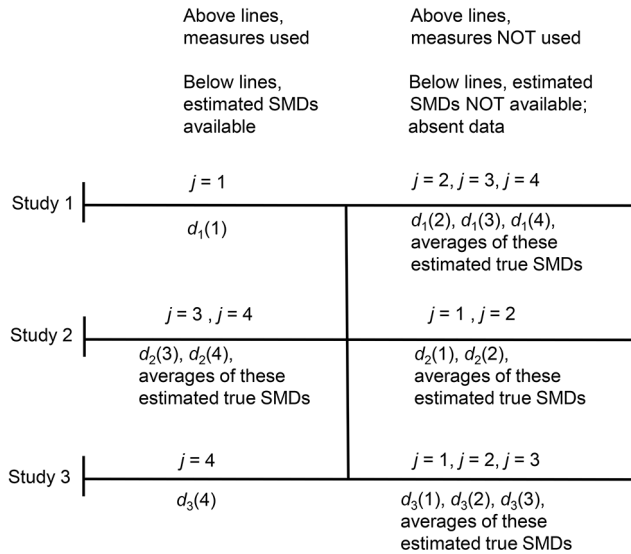 Above lines,
measures used
Below lines,
estimated SMDs
available
Above lines,
measures NOT used
Below lines, estimated
SMDs NOT available;
absent data
Study 1
j = 1
d₁(1)
j = 2, j = 3, j = 4
d₁(2), d₁(3), d₁(4),
averages of these
estimated true SMDs
Study 2
j = 3 , j = 4
d₂(3), d₂(4),
averages of these
estimated true SMDs
j = 1 , j = 2
d₂(1), d₂(2),
averages of these
estimated true SMDs
Study 3
j = 4
d₃(4)
j = 1, j = 2, j = 3
d₃(1), d₃(2), d₃(3),
averages of these
estimated true SMDs